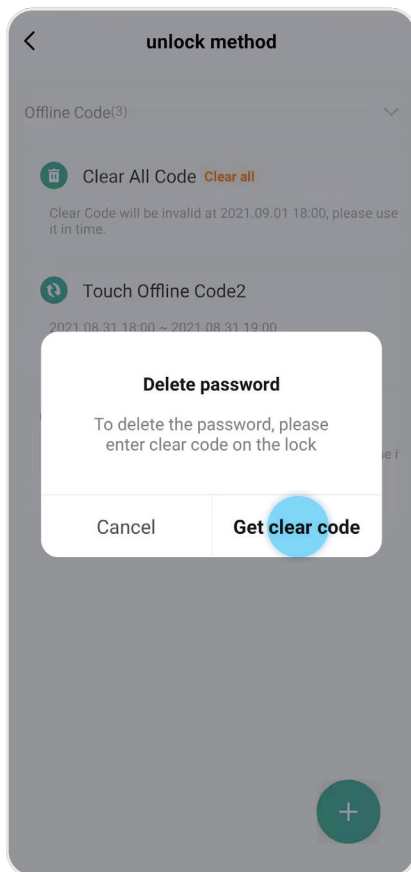 unlock method
Offline Code(3)
Clear All Code Clear all
Clear Code will be invalid at 2021.09.01 18:00, please use
it in time.
Touch Offline Code2
2021.08.31 18:00 ~ 2021.08.31 19:00
Delete password
To delete the password, please
enter clear code on the lock
Cancel Get clear code